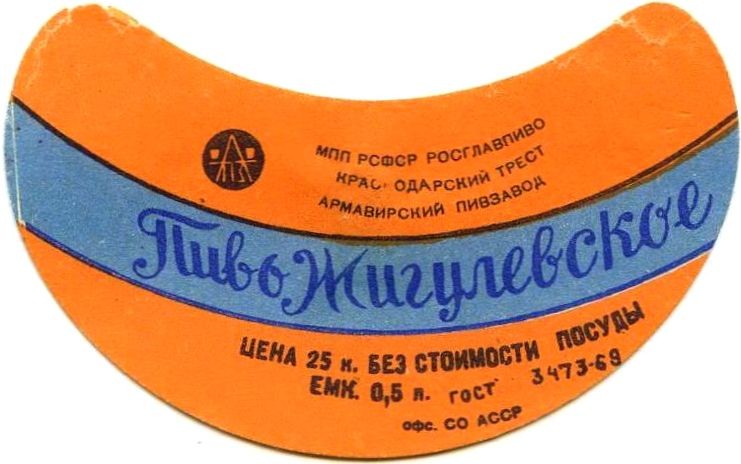 МПП РСФСР РОСГЛАВПИВО
КРАСНОДАРСКИЙ ТРЕСТ
АРМАВИРСКИЙ ПИВЗАВОД
Пиво Жигулевское
ЦЕНА 25 к. БЕЗ СТОИМОСТИ ПОСУДЫ
ЕМК. 0,5 л. ГОСТ 3473-69
офс. СО АССР